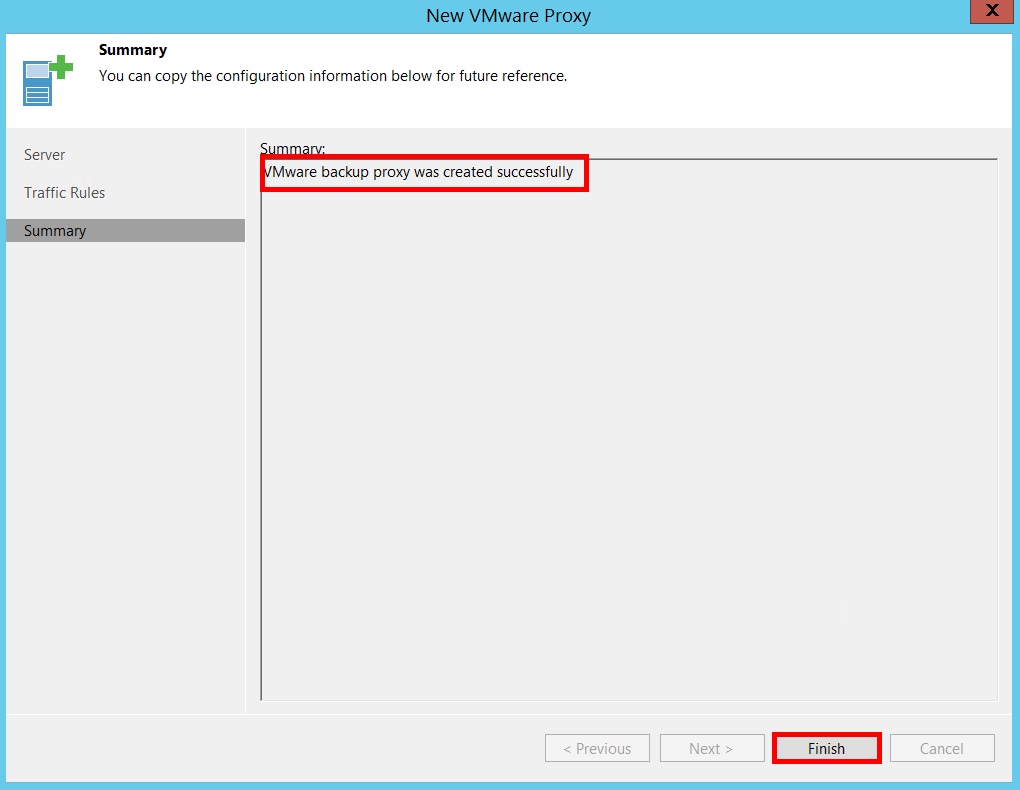 New VMware Proxy
X
Summary
You can copy the configuration information below for future reference.
Server
Traffic Rules
Summary
Summary:
VMware backup proxy was created successfully
< Previous
Next >
Finish
Cancel